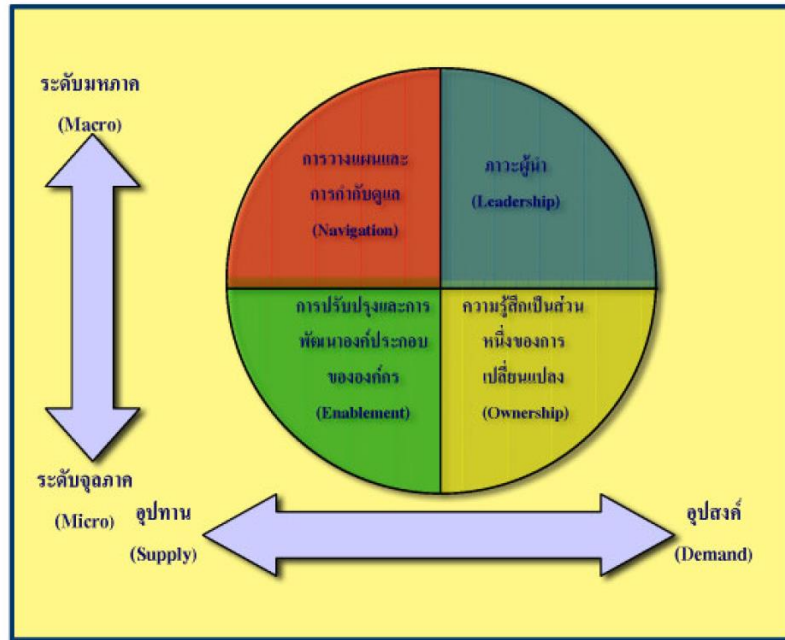 ระดับมหภาค
(Macro)
การวางแผนและ
การกำกับดูแล
(Navigation)
ภาวะผู้นำ
(Leadership)
การปรับปรุงและการ
พัฒนาองค์ประกอบ
ขององค์กร
(Enablement)
ความรู้สึกเป็นส่วน
หนึ่งของการ
เปลี่ยนแปลง
(Ownership)
ระดับจุลภาค
(Micro)
อุปทาน
(Supply)
อุปสงค์
(Demand)